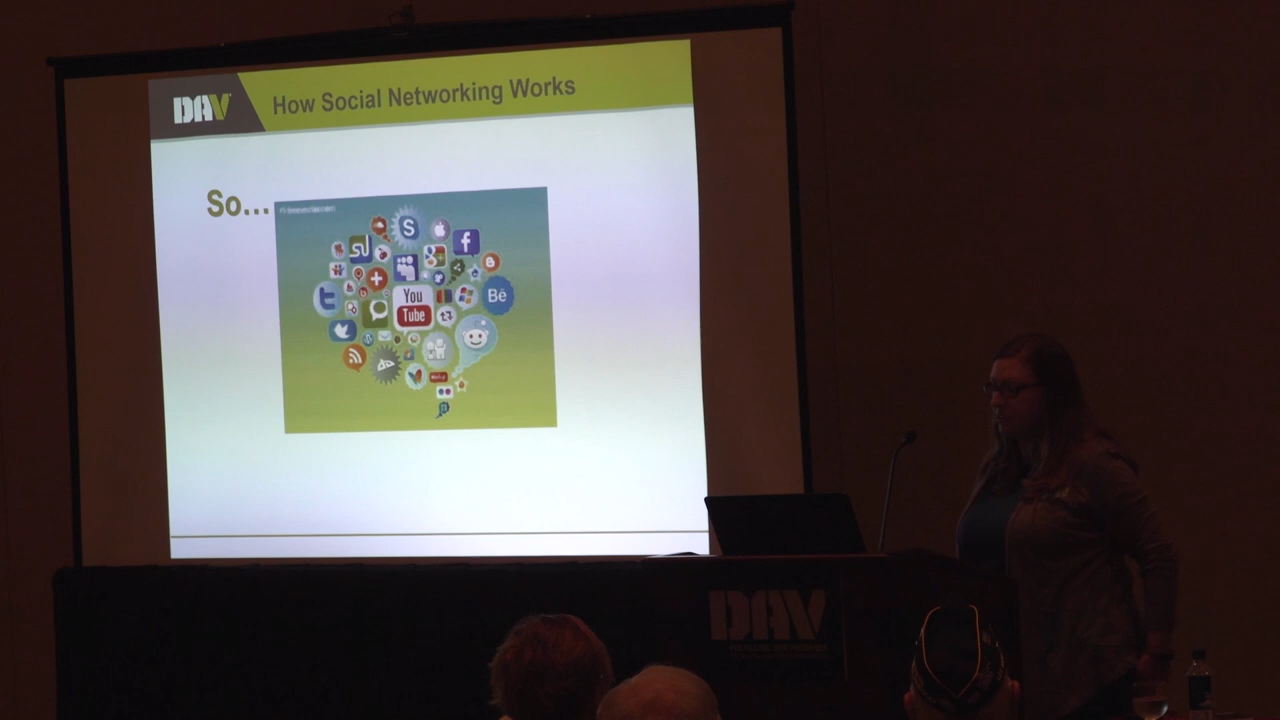 DAV
How Social Networking Works
So...
S
f
You
Tube
Bē
t
DAV